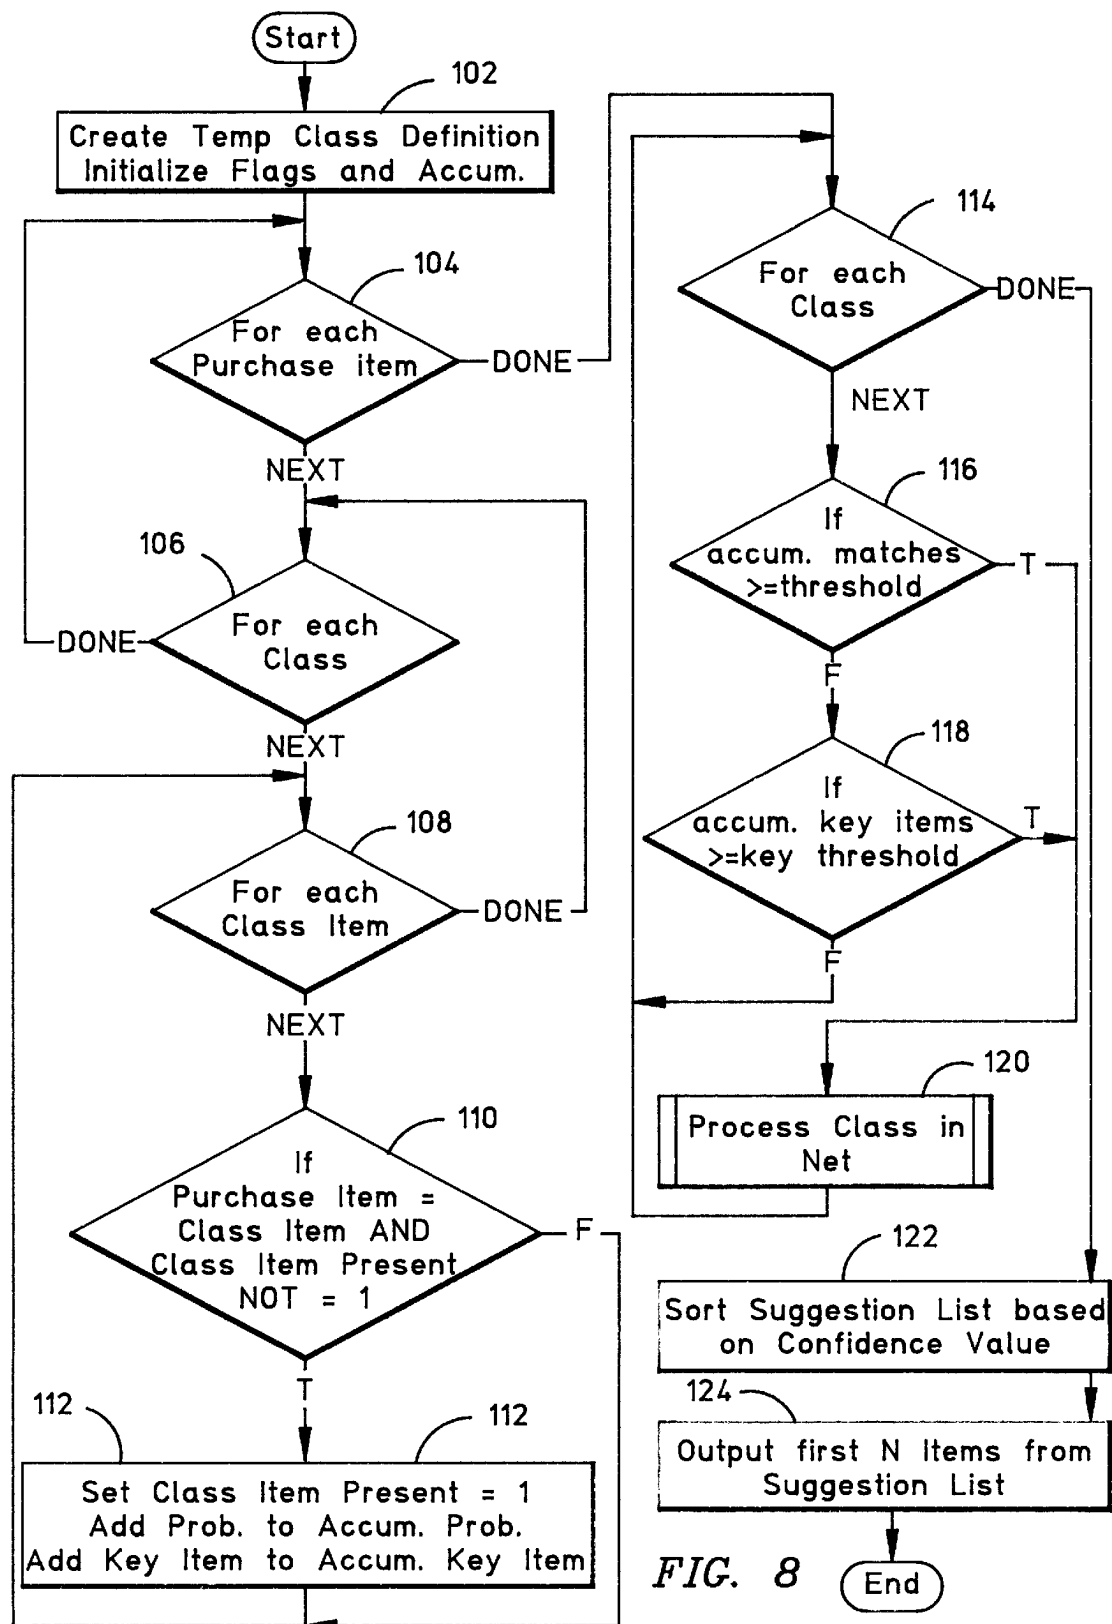 Start
102
Create Temp Class Definition
Initialize Flags and Accum.
104
For each
Purchase item
DONE
NEXT
106
For each
Class
DONE
NEXT
108
For each
Class Item
DONE
NEXT
110
If
Purchase Item =
Class Item AND
Class Item Present
NOT = 1
F
T
112
112
Set Class Item Present = 1
Add Prob. to Accum. Prob.
Add Key Item to Accum. Key Item
114
For each
Class
DONE
NEXT
116
If
accum. matches
>=threshold
T
F
118
If
accum. key items
>=key threshold
T
F
120
Process Class in
Net
122
Sort Suggestion List based
on Confidence Value
124
Output first N Items from
Suggestion List
End
FIG. 8